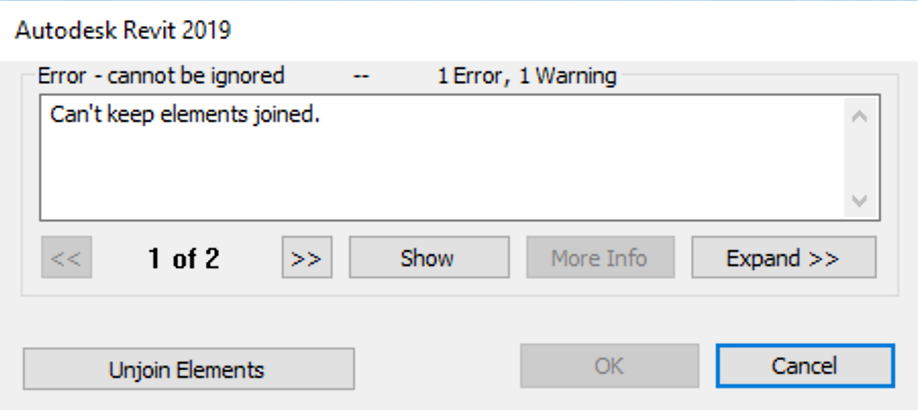 Autodesk Revit 2019
Error - cannot be ignored -- 1 Error, 1 Warning
Can't keep elements joined.
<< 1 of 2 >> Show More Info Expand >>
Unjoin Elements OK Cancel